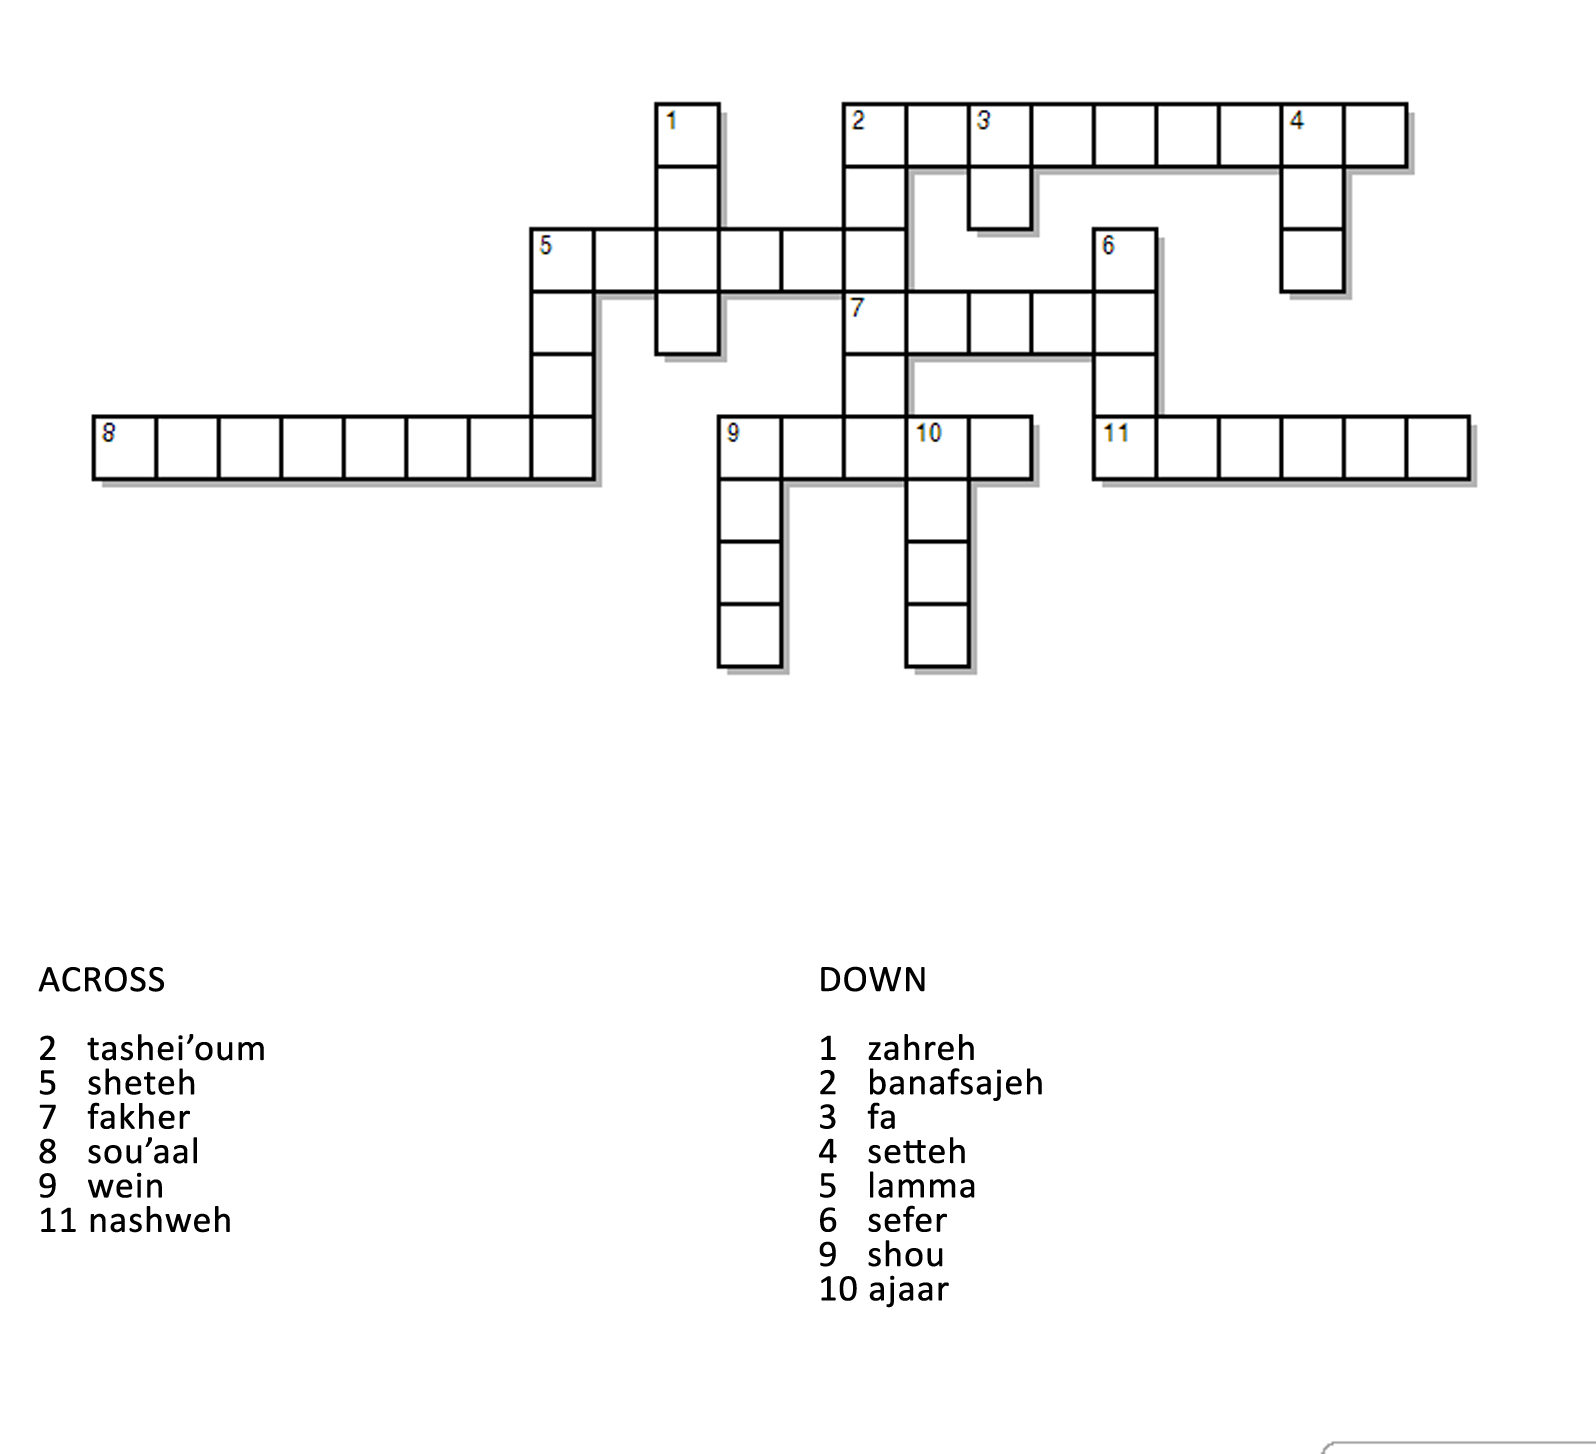 1 2 3 4
5 6
7
8 9 10 11
ACROSS
2 tashei’oum
5 sheteh
7 fakher
8 sou’aal
9 wein
11 nashweh
DOWN
1 zahreh
2 banafsajeh
3 fa
4 setteh
5 lamma
6 sefer
9 shou
10 ajaar